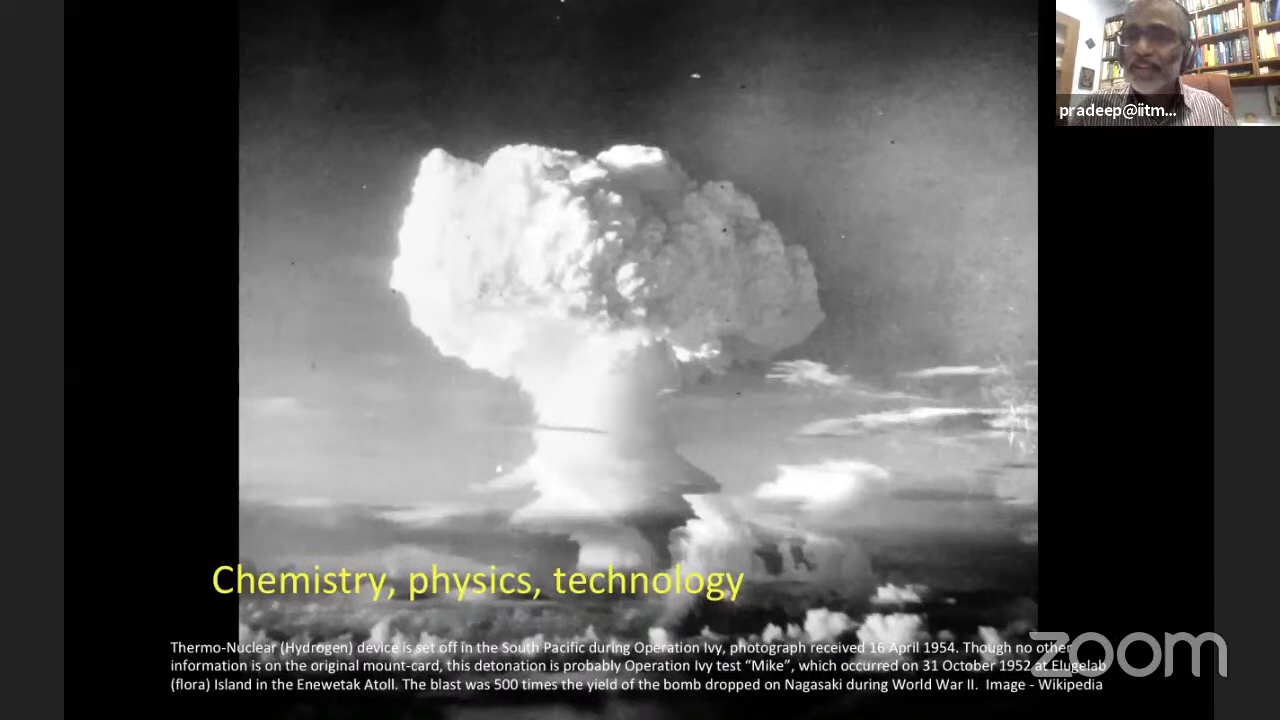 pradeep@iitm...
Chemistry, physics, technology
Thermo-Nuclear (Hydrogen) device is set off in the South Pacific during Operation Ivy, photograph received 16 April 1954. Though no other
information is on the original mount-card, this detonation is probably Operation Ivy test “Mike”, which occurred on 31 October 1952 at Elugelab
(flora) Island in the Enewetak Atoll. The blast was 500 times the yield of the bomb dropped on Nagasaki during World War II.  Image - Wikipedia
zoom